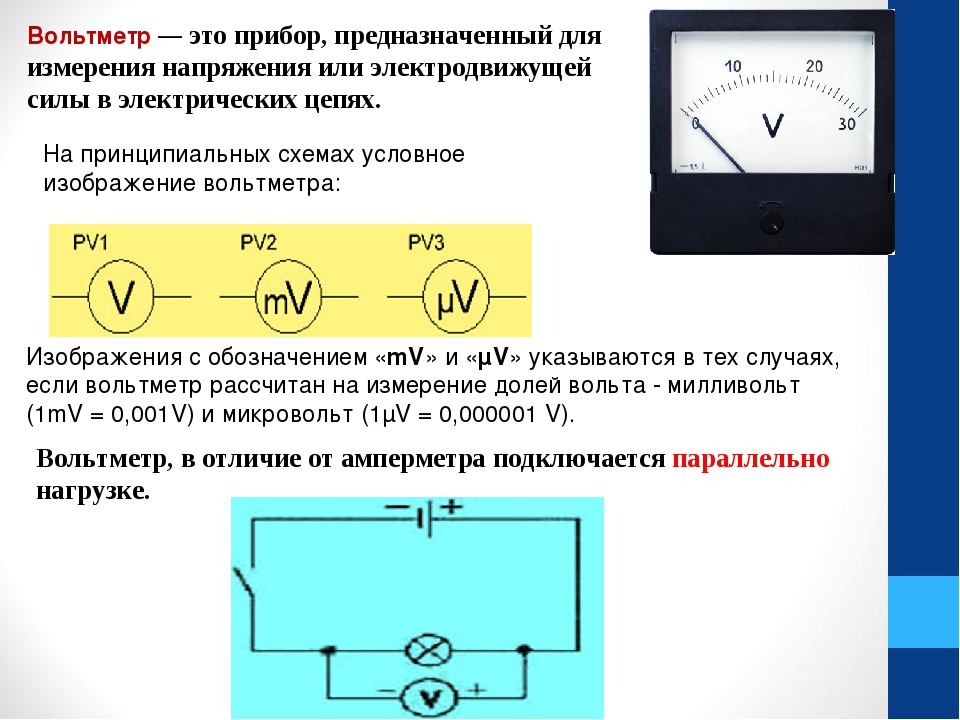 Вольтметр — это прибор, предназначенный для
измерения напряжения или электродвижущей
силы в электрических цепях.
10 20
0 30
V
На принципиальных схемах условное
изображение вольтметра:
PV1 PV2 PV3
V mV µV
Изображения с обозначением «mV» и «µV» указываются в тех случаях,
если вольтметр рассчитан на измерение долей вольта - милливольт
(1mV = 0,001V) и микровольт (1µV = 0,000001 V).
Вольтметр, в отличие от амперметра подключается параллельно
нагрузке.
− +
− V +